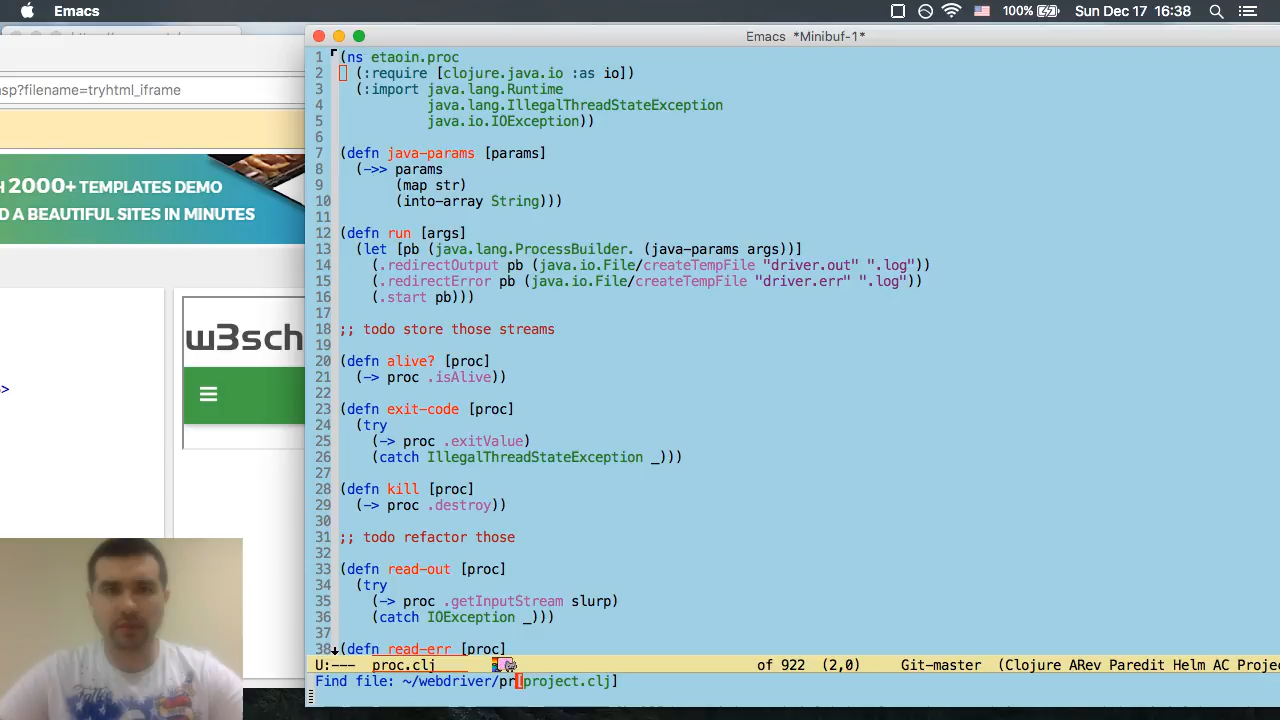 Emacs
100%
Sun Dec 17 16:38
Emacs *Minibuf-1*
asp?filename=tryhtml_iframe
2000+ TEMPLATES DEMO
D A BEAUTIFUL SITES IN MINUTES
w3sch
>
1 (ns etaoin.proc
2 (:require [clojure.java.io :as io])
3 (:import java.lang.Runtime
4 java.lang.IllegalThreadStateException
5 java.io.IOException))
6
7 (defn java-params [params]
8 (->> params
9 (map str)
10 (into-array String)))
11
12 (defn run [args]
13 (let [pb (java.lang.ProcessBuilder. (java-params args))]
14 (.redirectOutput pb (java.io.File/createTempFile "driver.out" ".log"))
15 (.redirectError pb (java.io.File/createTempFile "driver.err" ".log"))
16 (.start pb)))
17
18 ;; todo store those streams
19
20 (defn alive? [proc]
21 (-> proc .isAlive))
22
23 (defn exit-code [proc]
24 (try
25 (-> proc .exitValue)
26 (catch IllegalThreadStateException _)))
27
28 (defn kill [proc]
29 (-> proc .destroy))
30
31 ;; todo refactor those
32
33 (defn read-out [proc]
34 (try
35 (-> proc .getInputStream slurp)
36 (catch IOException _)))
37
38 (defn read-err [proc]
U:--- proc.clj of 922 (2,0) Git-master (Clojure ARev Paredit Helm AC Proje
Find file: ~/webdriver/pr[project.clj]